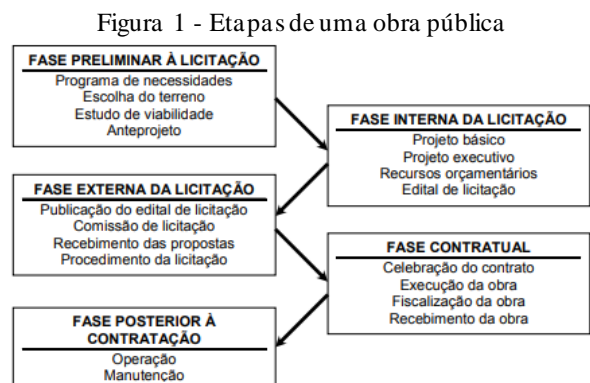 Figura 1 - Etapas de uma obra pública
FASE PRELIMINAR À LICITAÇÃO
Programa de necessidades
Escolha do terreno
Estudo de viabilidade
Anteprojeto
FASE INTERNA DA LICITAÇÃO
Projeto básico
Projeto executivo
Recursos orçamentários
Edital de licitação
FASE EXTERNA DA LICITAÇÃO
Publicação do edital de licitação
Comissão de licitação
Recebimento das propostas
Procedimento da licitação
FASE CONTRATUAL
Celebração do contrato
Execução da obra
Fiscalização da obra
Recebimento da obra
FASE POSTERIOR À
CONTRATAÇÃO
Operação
Manutenção